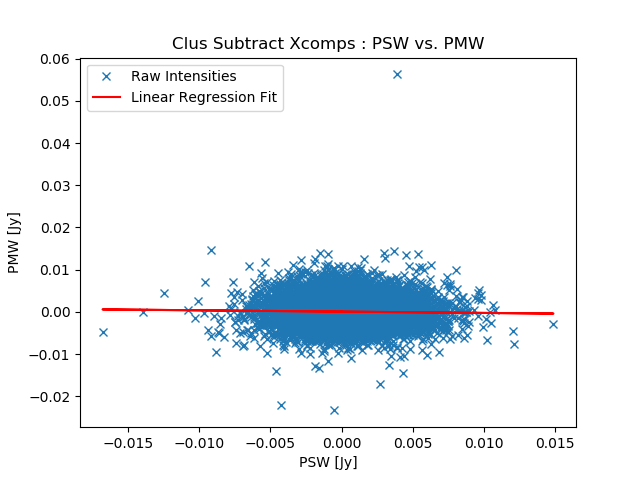 Clus Subtract Xcomps : PSW vs. PMW
Raw Intensities
Linear Regression Fit
PMW [Jy]
0.06
0.05
0.04
0.03
0.02
0.01
0.00
−0.01
−0.02
−0.015 −0.010 −0.005 0.000 0.005 0.010 0.015
PSW [Jy]